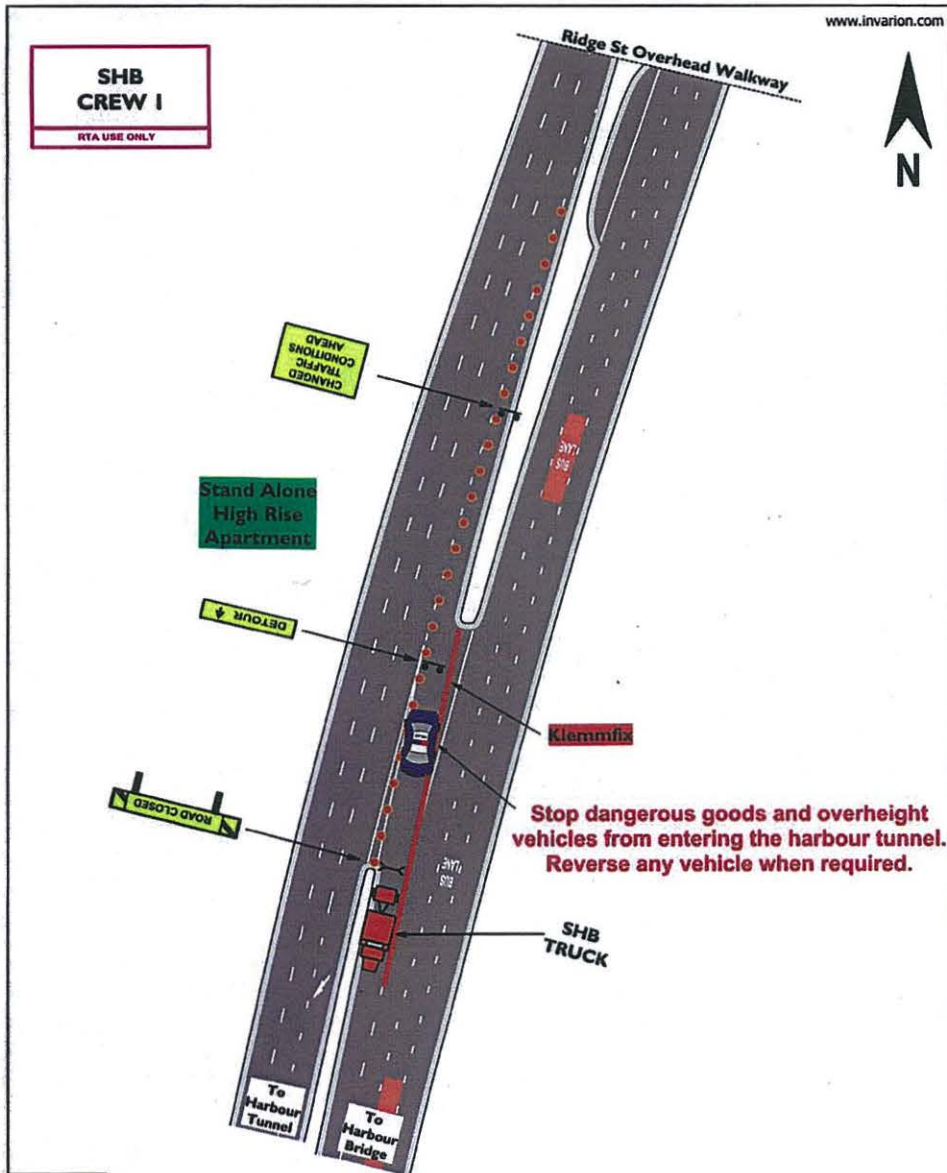 www.invarion.com
SHB
CREW I
RTA USE ONLY
Ridge St Overhead Walkway
N
CHANGED
TRAFFIC
CONDITIONS
AHEAD
BUS
LANE
Stand Alone
High Rise
Apartment
DETOUR
Klemmfix
ROAD CLOSED
Stop dangerous goods and overheight
vehicles from entering the harbour tunnel.
Reverse any vehicle when required.
BUS
LANE
SHB
TRUCK
To
Harbour
Tunnel
To
Harbour
Bridge